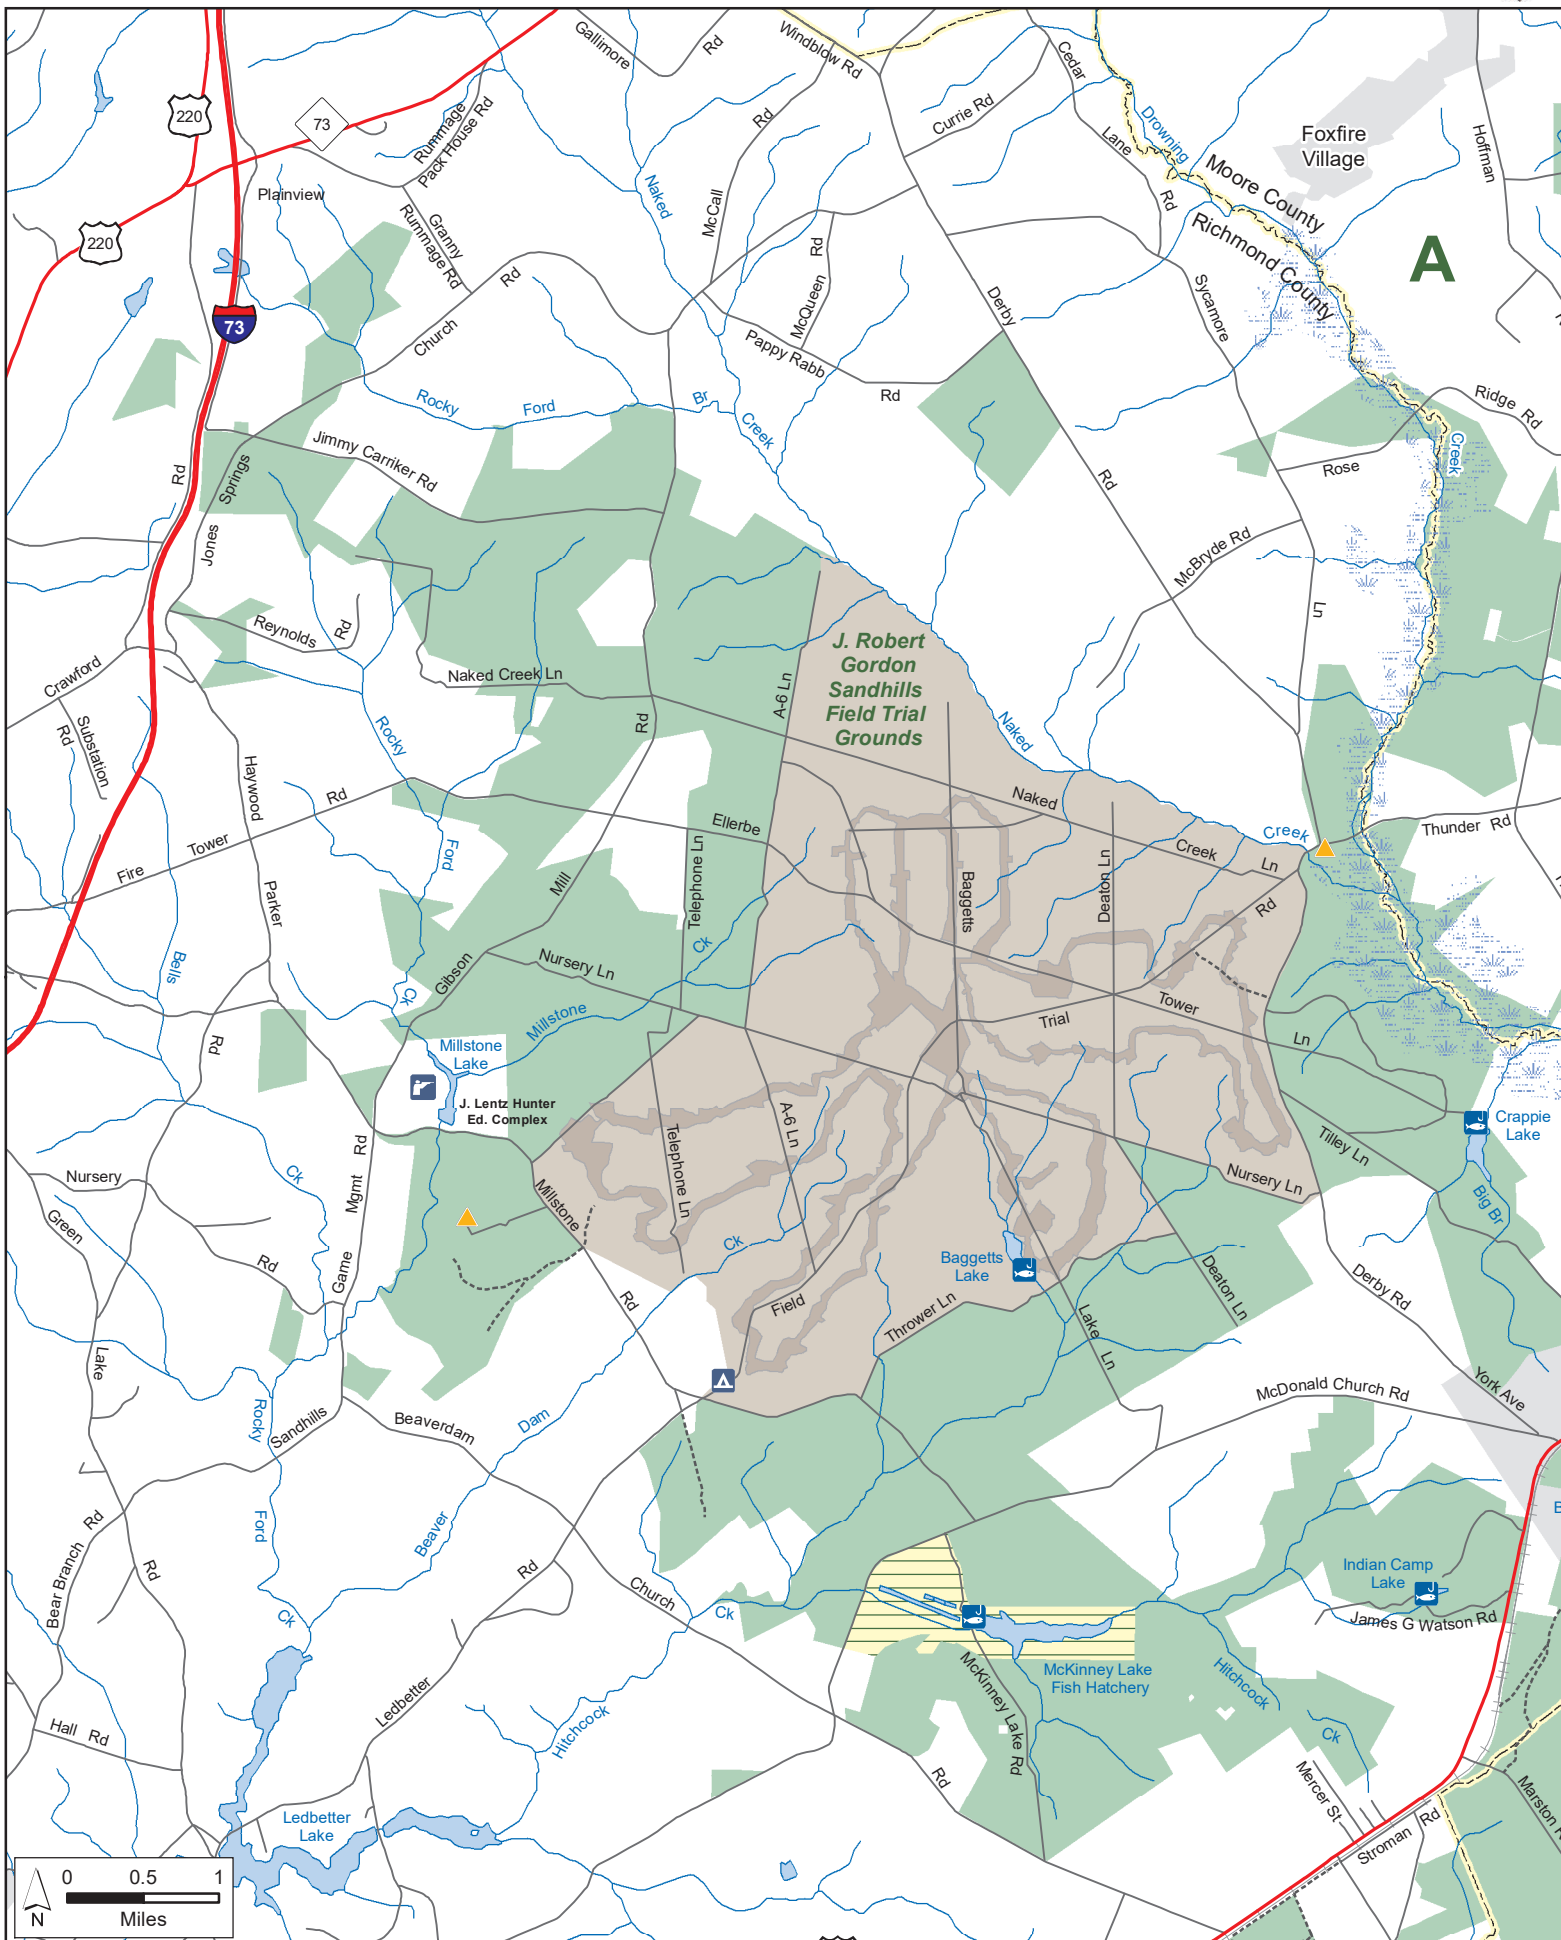 Gallimore
Rd
Windblow Rd
Cedar
Lane
Rd
Currie Rd
Drowning
Foxfire
Village
Hoffman
220
73
Rummage
Pack House Rd
Plainview
220
Granny
Rummage Rd
Naked
McCall
Rd
McQueen
Rd
Moore County
Richmond County
A
73
Church
Rd
Derby
Sycamore
Pappy Rabb
Rd
Rocky
Ford
Br
Creek
Ridge Rd
Creek
Rose
Jimmy Carriker Rd
Springs
Rd
Jones
Rd
McBryde Rd
Ln
Reynolds
Rd
J. Robert
Gordon
Sandhills
Field Trial
Grounds
Crawford
Naked Creek Ln
A-6 Ln
Substation
Rd
Rd
Rocky
Naked
Haywood
Rd
Tower
Fire
Ellerbe
Naked
Creek
Ln
Creek
Thunder Rd
Ford
Telephone Ln
Mill
Baggetts
Deaton Ln
Rd
Parker
Bells
Ck
Nursery Ln
Gibson
Ck
Millstone
Tower
Trial
Ln
Rd
Millstone
Lake
J. Lentz Hunter
Ed. Complex
A-6 Ln
Telephone Ln
Crappie
Lake
Tilley Ln
Nursery Ln
Big Br
Rd
Mgmt
Nursery
Ck
Millstone
Green
Rd
Game
Ck
Baggetts
Lake
Deaton Ln
Derby Rd
Rd
Field
Thrower Ln
Lake
Ln
Lake
McDonald Church Rd
York Ave
Rocky
Sandhills
Beaverdam
Dam
Beaver
Ford
Bear Branch
Rd
Rd
Rd
Church
Ck
Ck
Indian Camp
Lake
James G Watson Rd
McKinney Lake
Fish Hatchery
McKinney Lake Rd
Hitchcock
Ck
Hall Rd
Ledbetter
Hitchcock
Rd
Mercer St
Marston
Stroman Rd
Ledbetter
Lake
0 0.5 1
Miles
N